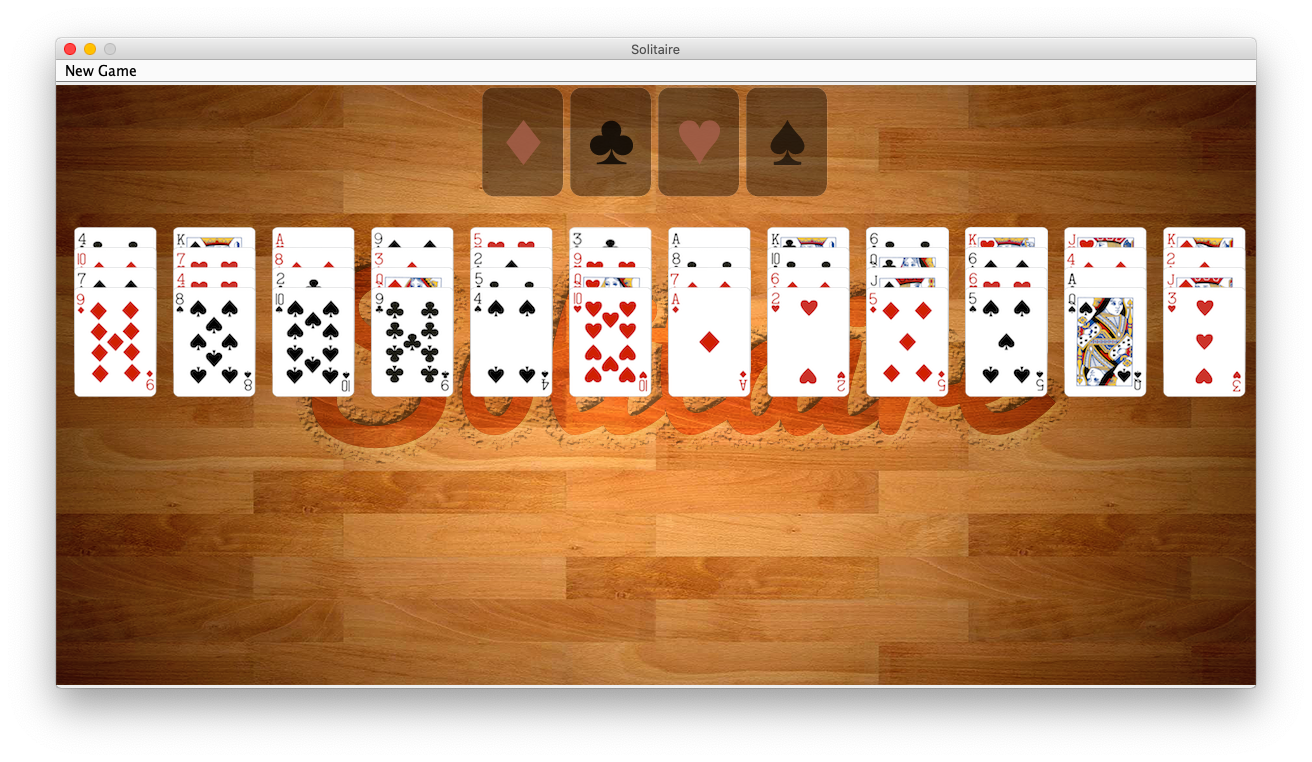 Solitaire
New Game
4 K A 9 5 3 A K 6 K J K
10 7 8 3 2 9 8 10 Q 6 4 2
7 4 2 Q 5 Q 7 6 J 6 A J
9 8 10 9 4 10 A 2 5 5 Q 3
9 8 10 9 4 10 A 2 5 5 Q 3
Solitaire